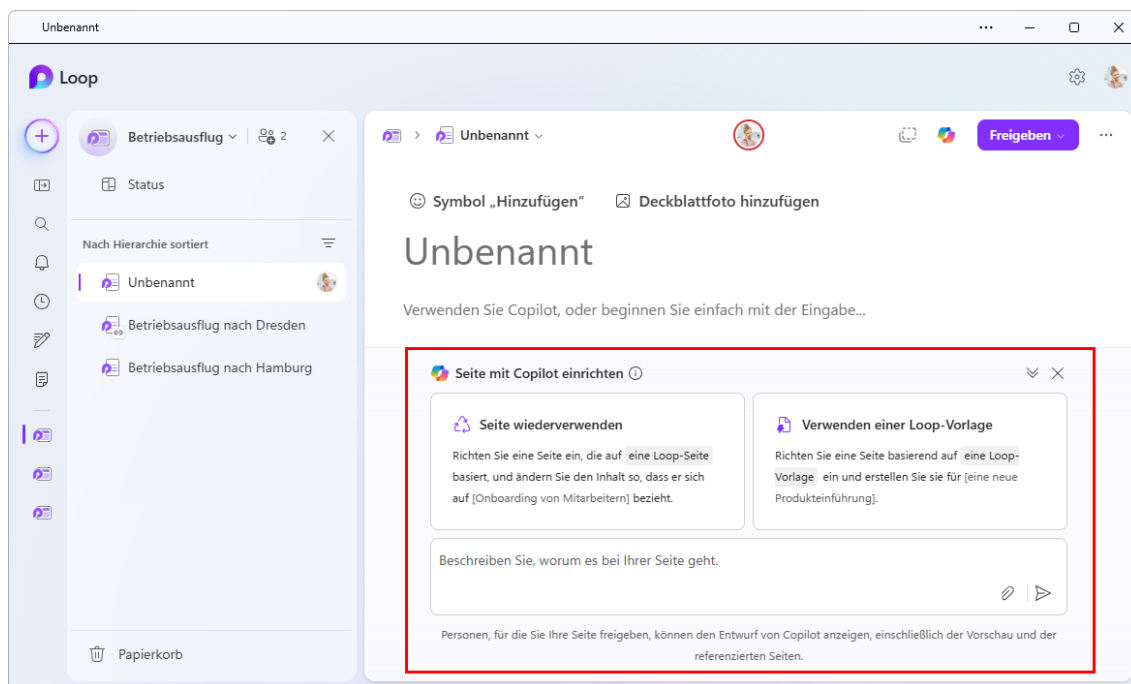 Unbenannt
Loop
Betriebsausflug
2
Status
Nach Hierarchie sortiert
Unbenannt
Betriebsausflug nach Dresden
Betriebsausflug nach Hamburg
Papierkorb
Unbenannt
Freigeben
Symbol „Hinzufügen“
Deckblattfoto hinzufügen
Unbenannt
Verwenden Sie Copilot, oder beginnen Sie einfach mit der Eingabe...
Seite mit Copilot einrichten
Seite wiederverwenden
Richten Sie eine Seite ein, die auf eine Loop-Seite
basiert, und ändern Sie den Inhalt so, dass er sich
auf [Onboarding von Mitarbeitern] bezieht.
Verwenden einer Loop-Vorlage
Richten Sie eine Seite basierend auf eine Loop-
Vorlage ein und erstellen Sie sie für [eine neue
Produkteinführung].
Beschreiben Sie, worum es bei Ihrer Seite geht.
Personen, für die Sie Ihre Seite freigeben, können den Entwurf von Copilot anzeigen, einschließlich der Vorschau und der
referenzierten Seiten.